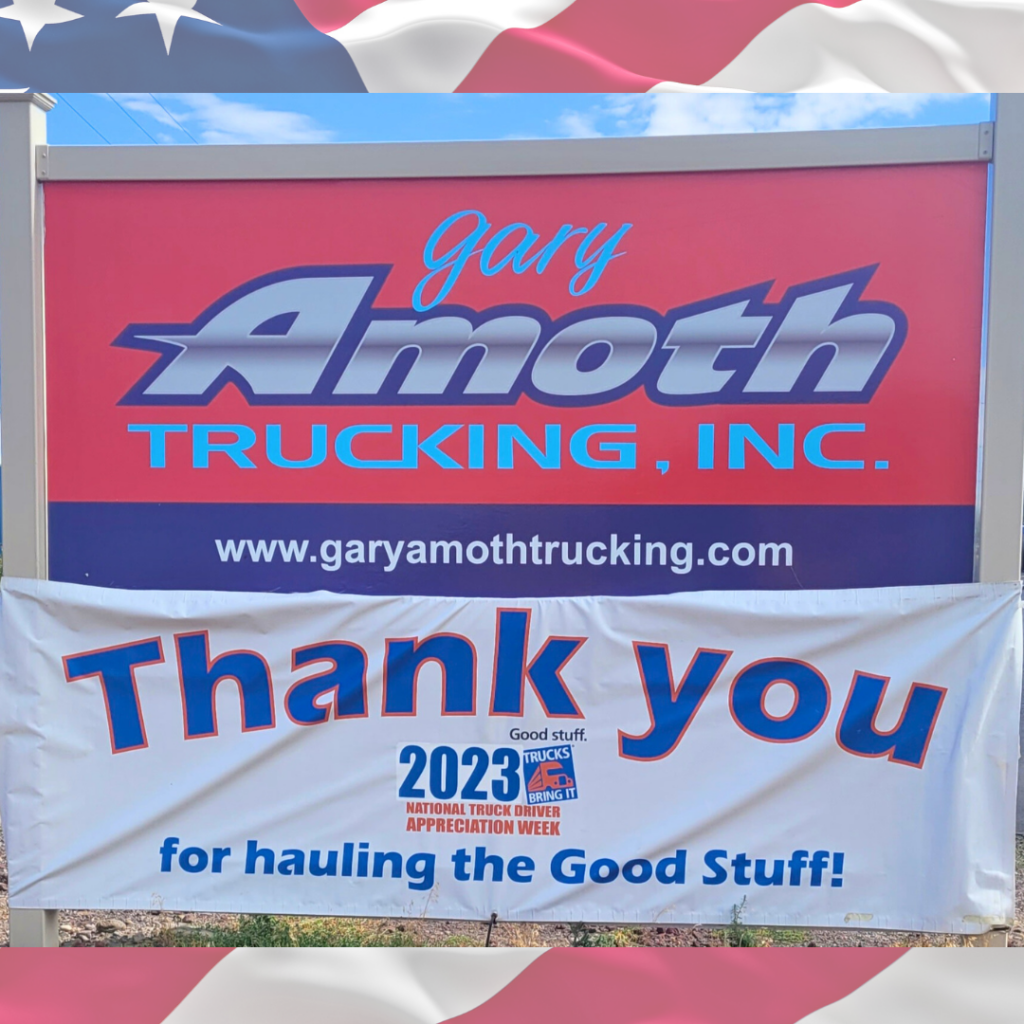 gary
Amoth
TRUCKING, INC.
www.garyamothtrucking.com
Thank you
Good stuff.
2023
TRUCKS
BRING IT
NATIONAL TRUCK DRIVER
APPRECIATION WEEK
for hauling the Good Stuff!